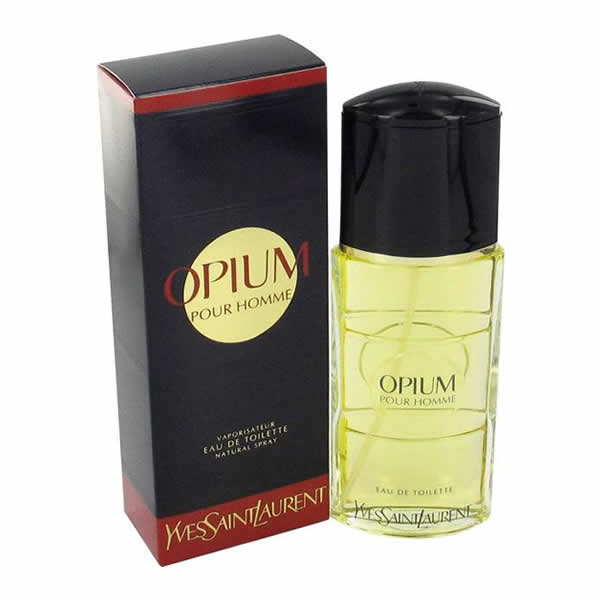 OPIUM
POUR HOMME
VAPORISATEUR
EAU DE TOILETTE
NATURAL SPRAY
YVESSAINTLAURENT
OPIUM
POUR HOMME
EAU DE TOILETTE
YVESSAINTLAURENT